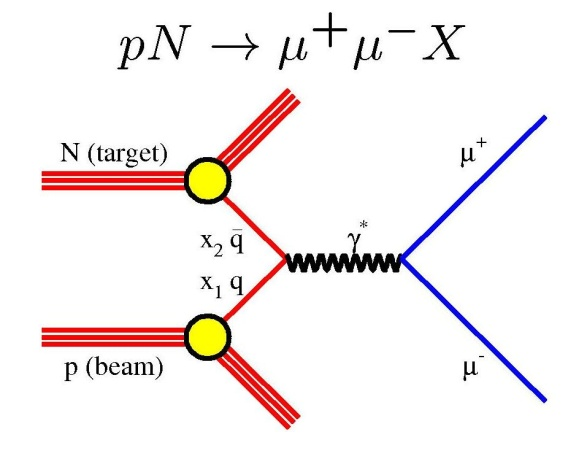 pN → μ⁺μ⁻X
N (target)
μ⁺
x₂ q̄
γ*
x₁ q
p (beam)
μ⁻